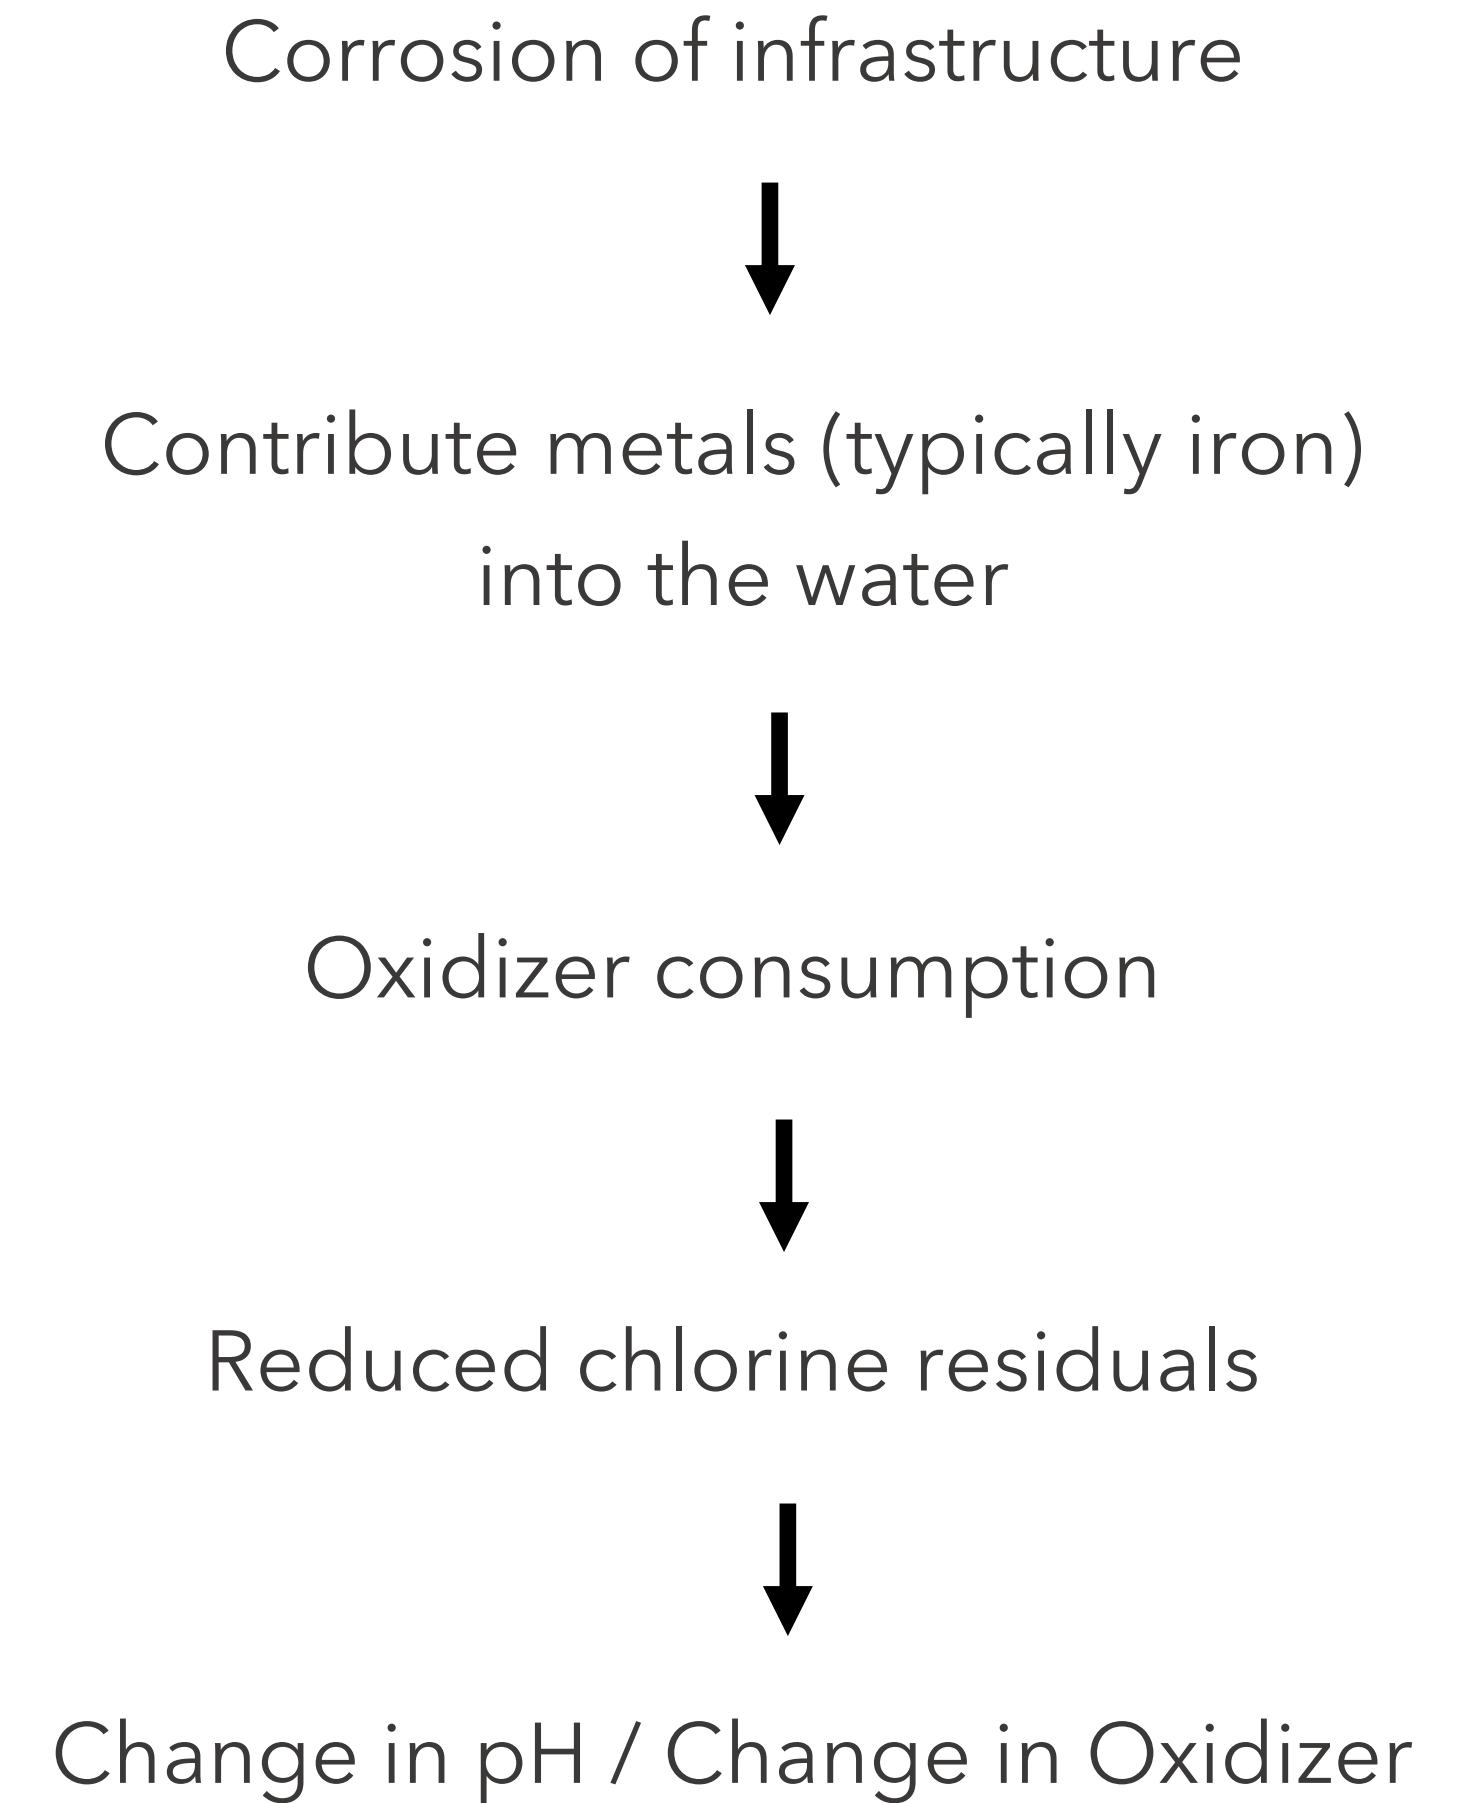 Corrosion of infrastructure
Contribute metals (typically iron)
into the water
Oxidizer consumption
Reduced chlorine residuals
Change in pH / Change in Oxidizer